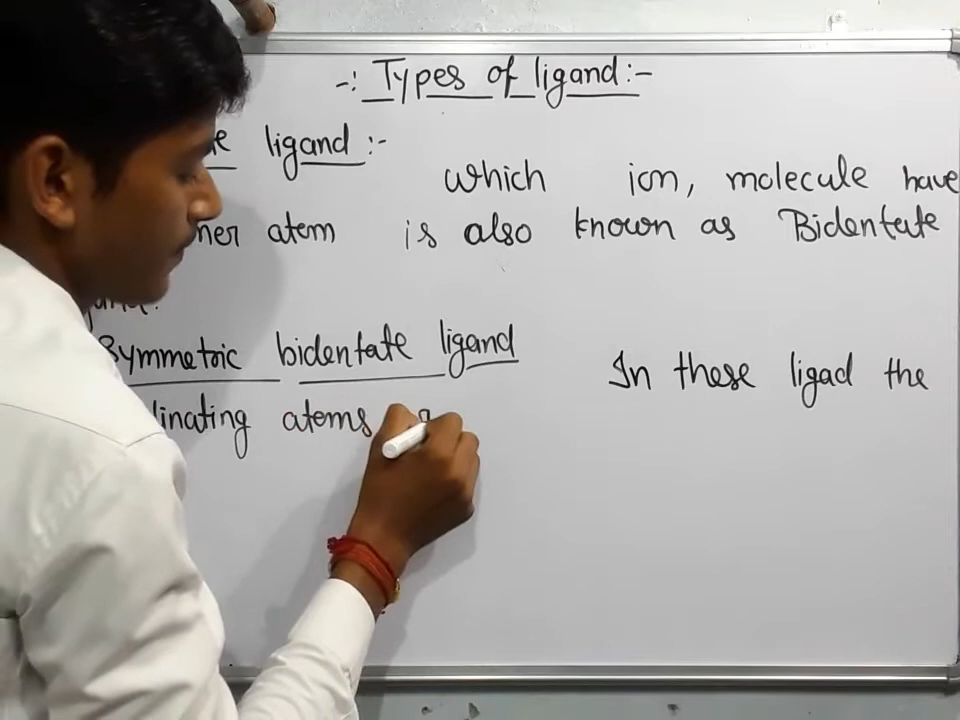 -: Types of ligand:-
ligand :-
which ion, molecule have
atom is also known as Bidentate
Symmetric bidentate ligand In these ligad the
atoms